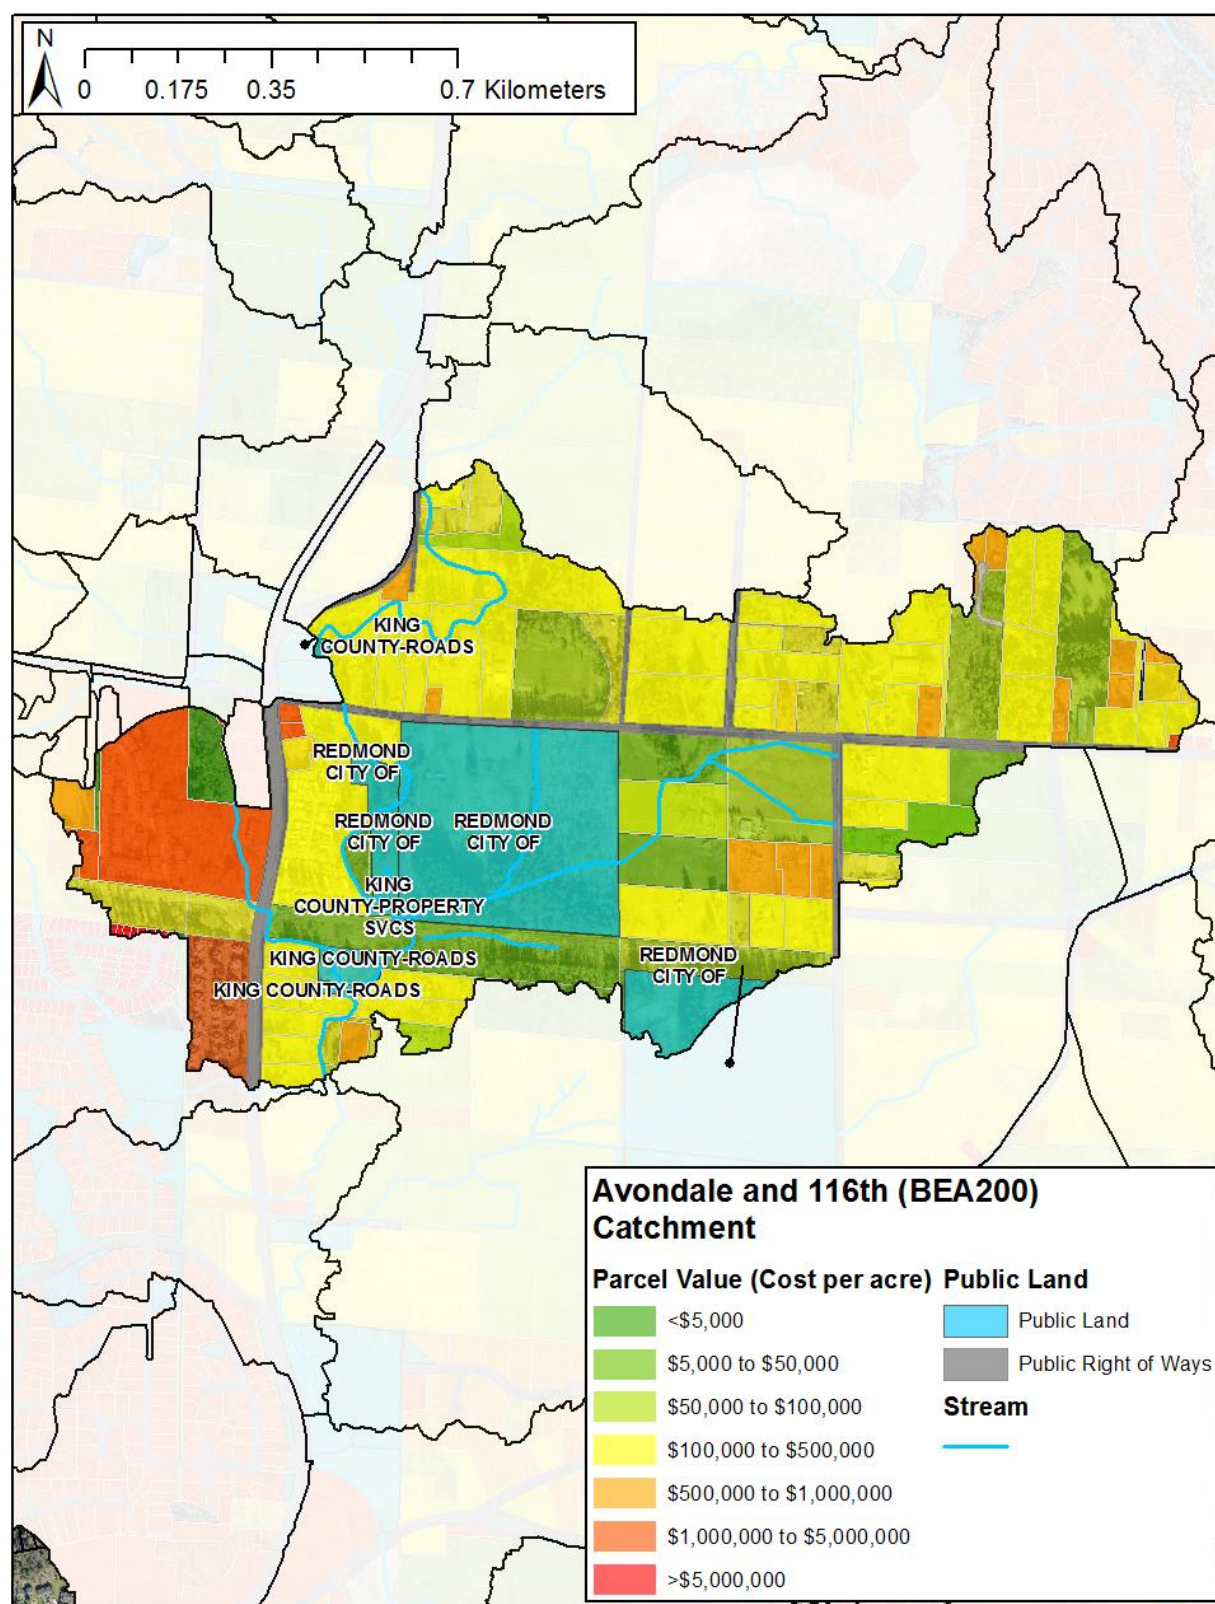 N
0 0.175 0.35 0.7 Kilometers
KING
COUNTY-ROADS
REDMOND
CITY OF
REDMOND
CITY OF
REDMOND
CITY OF
KING
COUNTY-PROPERTY
SVCS
KING COUNTY-ROADS
REDMOND
CITY OF
KING COUNTY-ROADS
Avondale and 116th (BEA200)
Catchment
Parcel Value (Cost per acre)
<$5,000
$5,000 to $50,000
$50,000 to $100,000
$100,000 to $500,000
$500,000 to $1,000,000
$1,000,000 to $5,000,000
>$5,000,000
Public Land
Public Land
Public Right of Ways
Stream